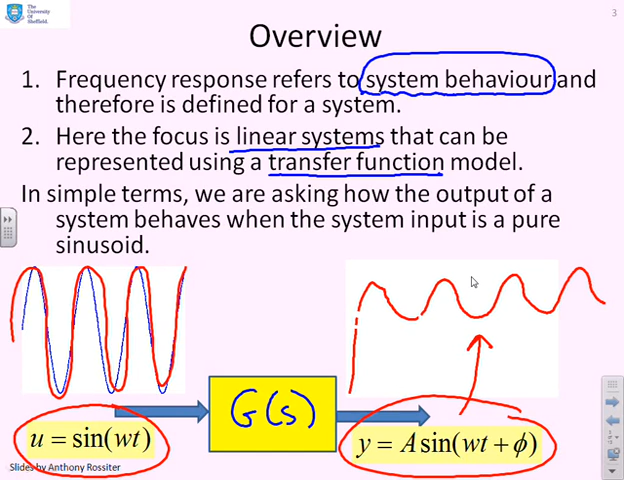 The
University
Of
Sheffield.
3
Overview
1. Frequency response refers to system behaviour and
therefore is defined for a system.
2. Here the focus is linear systems that can be
represented using a transfer function model.
In simple terms, we are asking how the output of a
system behaves when the system input is a pure
sinusoid.
G(s)
u = sin(wt)
y = A sin(wt + ϕ)
Slides by Anthony Rossiter